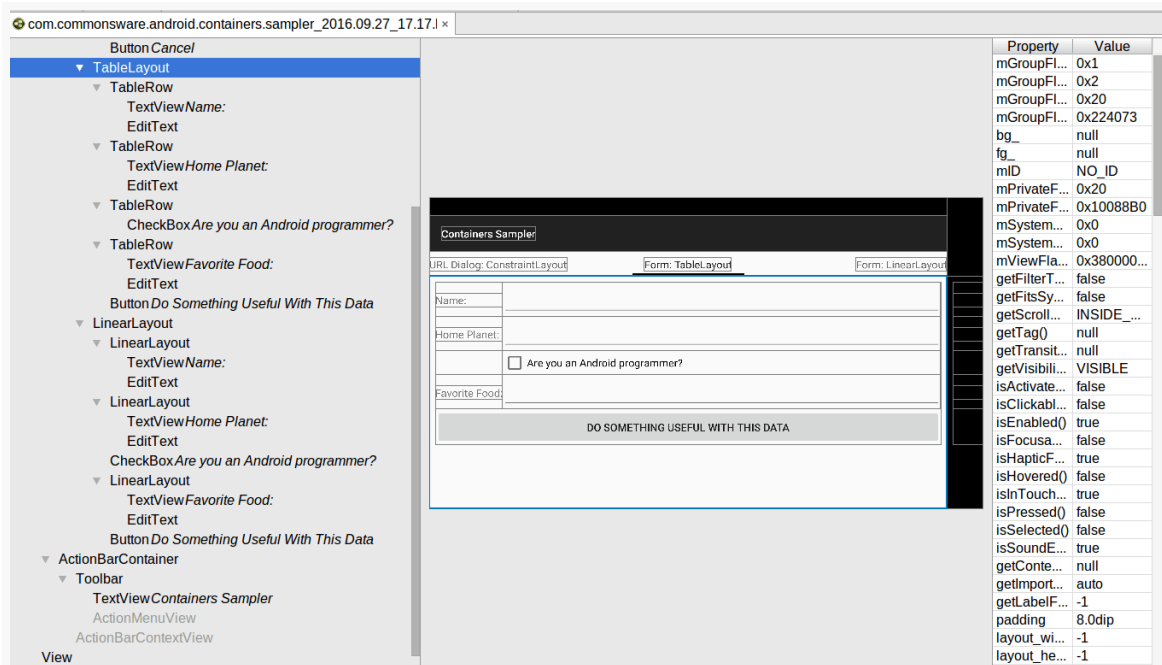 com.commonsware.android.containers.sampler_2016.09.27_17.17.l ×
Button Cancel
TableLayout
TableRow
TextView Name:
EditText
TableRow
TextView Home Planet:
EditText
TableRow
CheckBox Are you an Android programmer?
TableRow
TextView Favorite Food:
EditText
Button Do Something Useful With This Data
LinearLayout
LinearLayout
TextView Name:
EditText
LinearLayout
TextView Home Planet:
EditText
CheckBox Are you an Android programmer?
LinearLayout
TextView Favorite Food:
EditText
Button Do Something Useful With This Data
ActionBarContainer
Toolbar
TextView Containers Sampler
ActionMenuView
ActionBarContextView
View
Containers Sampler
URL Dialog: ConstraintLayout Form: TableLayout Form: LinearLayout
Name:
Home Planet:
Are you an Android programmer?
Favorite Food:
DO SOMETHING USEFUL WITH THIS DATA
Property Value
mGroupFl... 0x1
mGroupFl... 0x2
mGroupFl... 0x20
mGroupFl... 0x224073
bg_ null
fg_ null
mID NO_ID
mPrivateF... 0x20
mPrivateF... 0x10088B0
mSystem... 0x0
mSystem... 0x0
mViewFla... 0x380000...
getFilterT... false
getFitsSy... false
getScroll... INSIDE_...
getTag() null
getTransit... null
getVisibili... VISIBLE
isActivate... false
isClickabl... false
isEnabled() true
isFocusa... false
isHapticF... true
isHovered() false
isInTouch... true
isPressed() false
isSelected() false
isSoundE... true
getConte... null
getImport... auto
getLabelF... -1
padding 8.0dip
layout_wi... -1
layout_he... -1